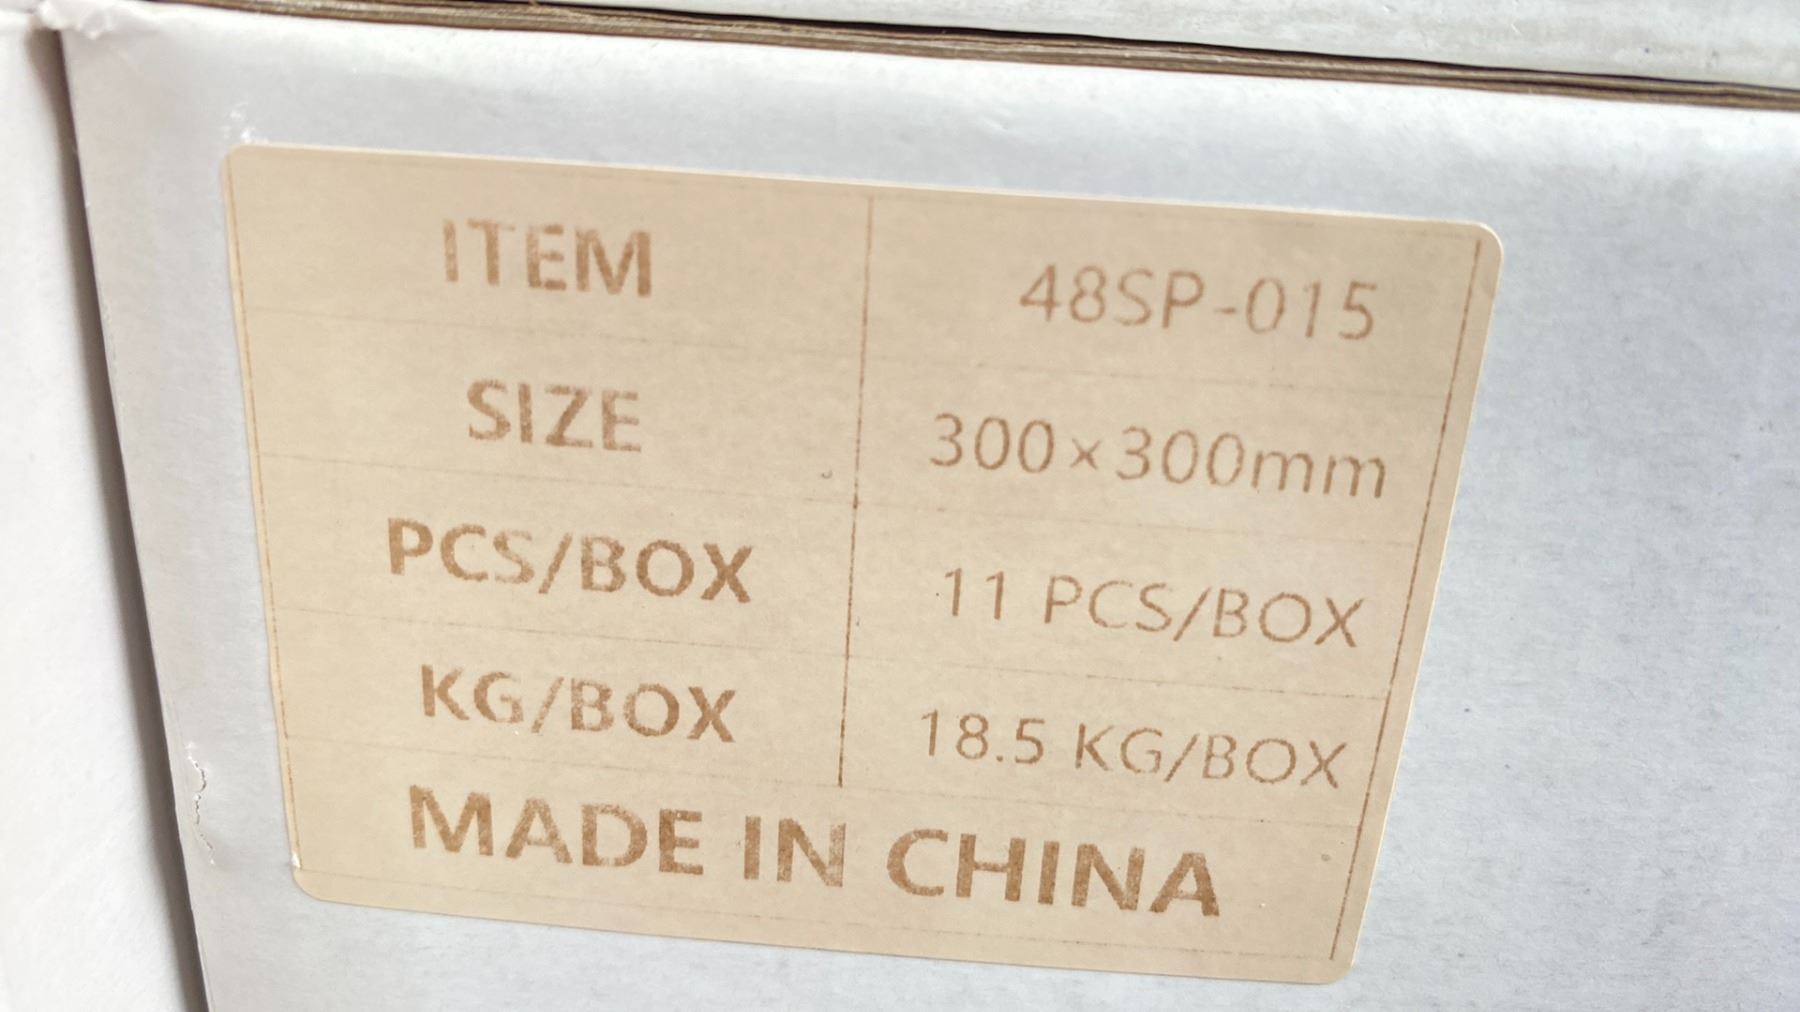 ITEM 48SP-015
SIZE 300×300mm
PCS/BOX 11 PCS/BOX
KG/BOX 18.5 KG/BOX
MADE IN CHINA